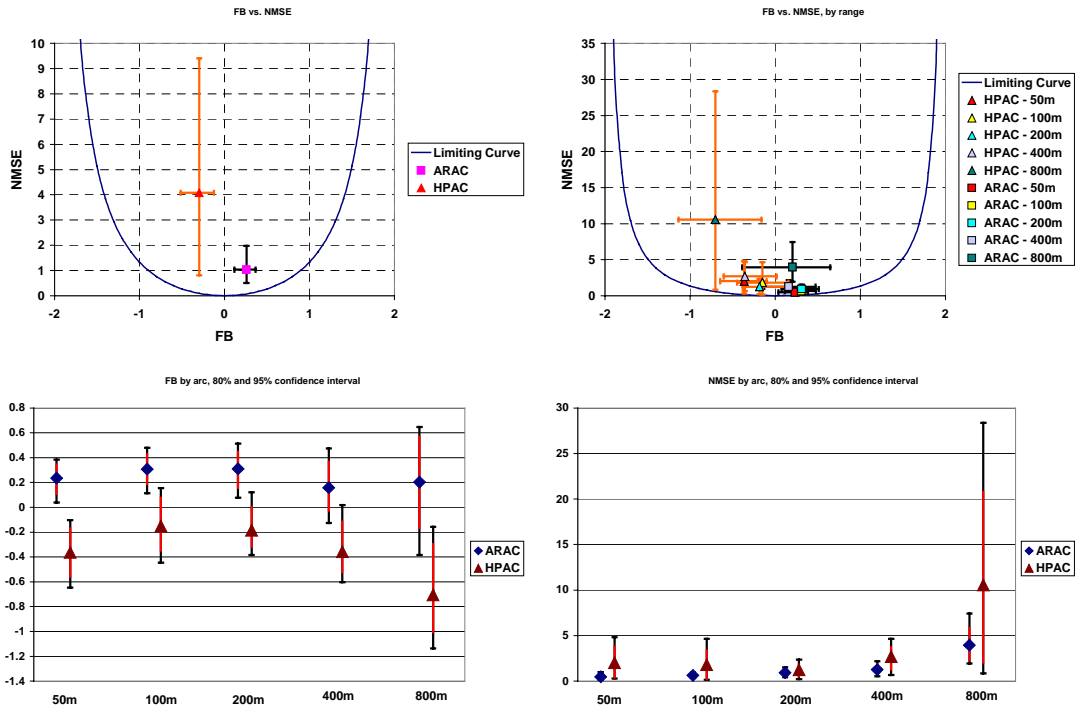 FB vs. NMSE
10
9
8
7
6
5
4
3
2
1
0
NMSE
-2 -1 0 1 2
FB
Limiting Curve
ARAC
HPAC
FB vs. NMSE, by range
35
30
25
20
15
10
5
0
NMSE
-2 -1 0 1 2
FB
Limiting Curve
HPAC - 50m
HPAC - 100m
HPAC - 200m
HPAC - 400m
HPAC - 800m
ARAC - 50m
ARAC - 100m
ARAC - 200m
ARAC - 400m
ARAC - 800m
FB by arc, 80% and 95% confidence interval
0.8
0.6
0.4
0.2
0
-0.2
-0.4
-0.6
-0.8
-1
-1.2
-1.4
50m 100m 200m 400m 800m
ARAC
HPAC
NMSE by arc, 80% and 95% confidence interval
30
25
20
15
10
5
0
50m 100m 200m 400m 800m
ARAC
HPAC